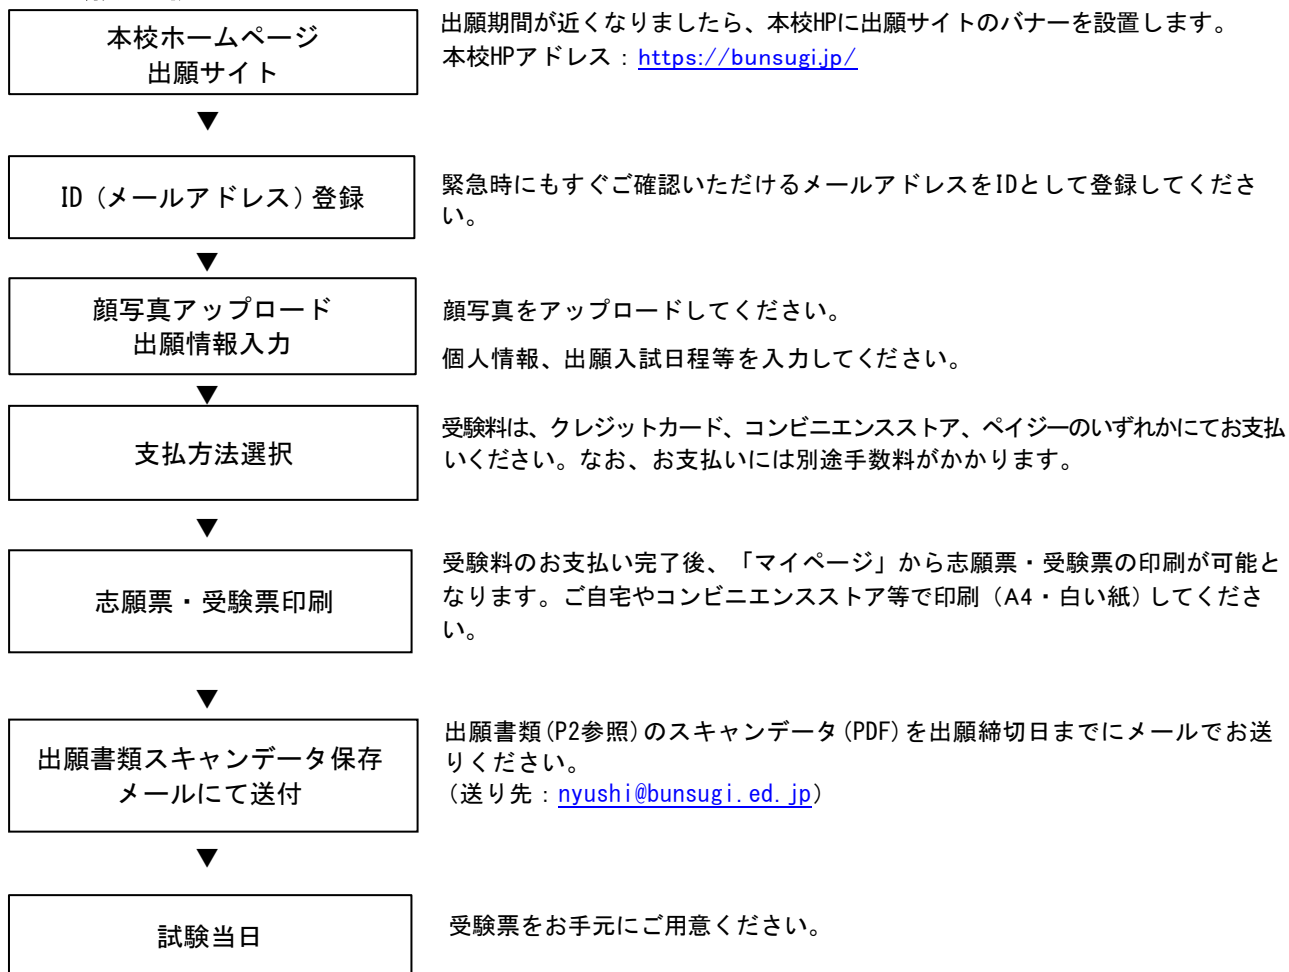 本校ホームページ
出願サイト
出願期間が近くなりましたら、本校HPに出願サイトのバナーを設置します。
本校HPアドレス：https://bunsugi.jp/
▼
ID（メールアドレス）登録
緊急時にもすぐご確認いただけるメールアドレスをIDとして登録してくださ
い。
▼
顔写真アップロード
出願情報入力
顔写真をアップロードしてください。
個人情報、出願入試日程等を入力してください。
▼
支払方法選択
受験料は、クレジットカード、コンビニエンスストア、ペイジーのいずれかにてお支払
いください。なお、お支払いには別途手数料がかかります。
▼
志願票・受験票印刷
受験料のお支払い完了後、「マイページ」から志願票・受験票の印刷が可能と
なります。ご自宅やコンビニエンスストア等で印刷（A4・白い紙）してくださ
い。
▼
出願書類スキャンデータ保存
メールにて送付
出願書類(P2参照)のスキャンデータ(PDF)を出願締切日までにメールでお送
りください。
（送り先：nyushi@bunsugi.ed.jp）
▼
試験当日
受験票をお手元にご用意ください。